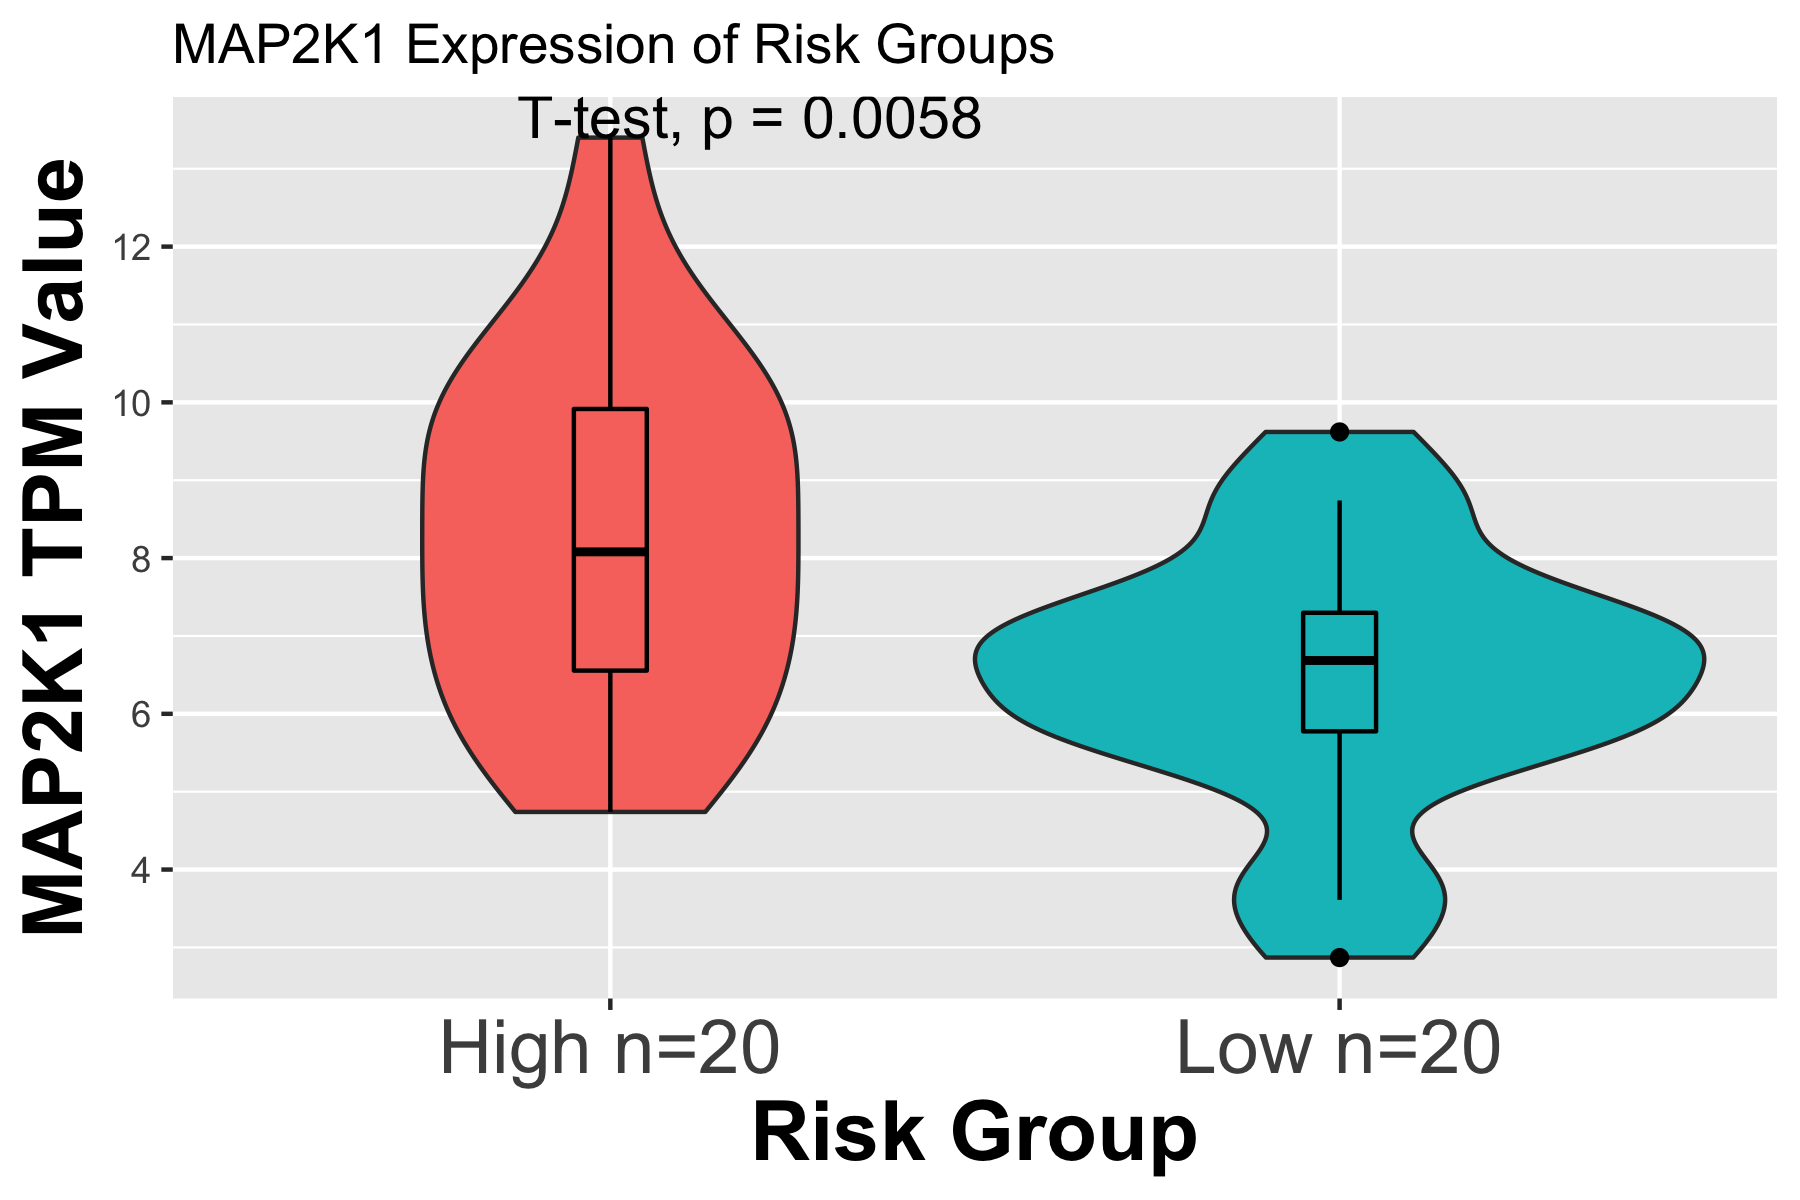 MAP2K1 Expression of Risk Groups
T-test, p = 0.0058
MAP2K1 TPM Value
12
10
8
6
4
High n=20
Low n=20
Risk Group